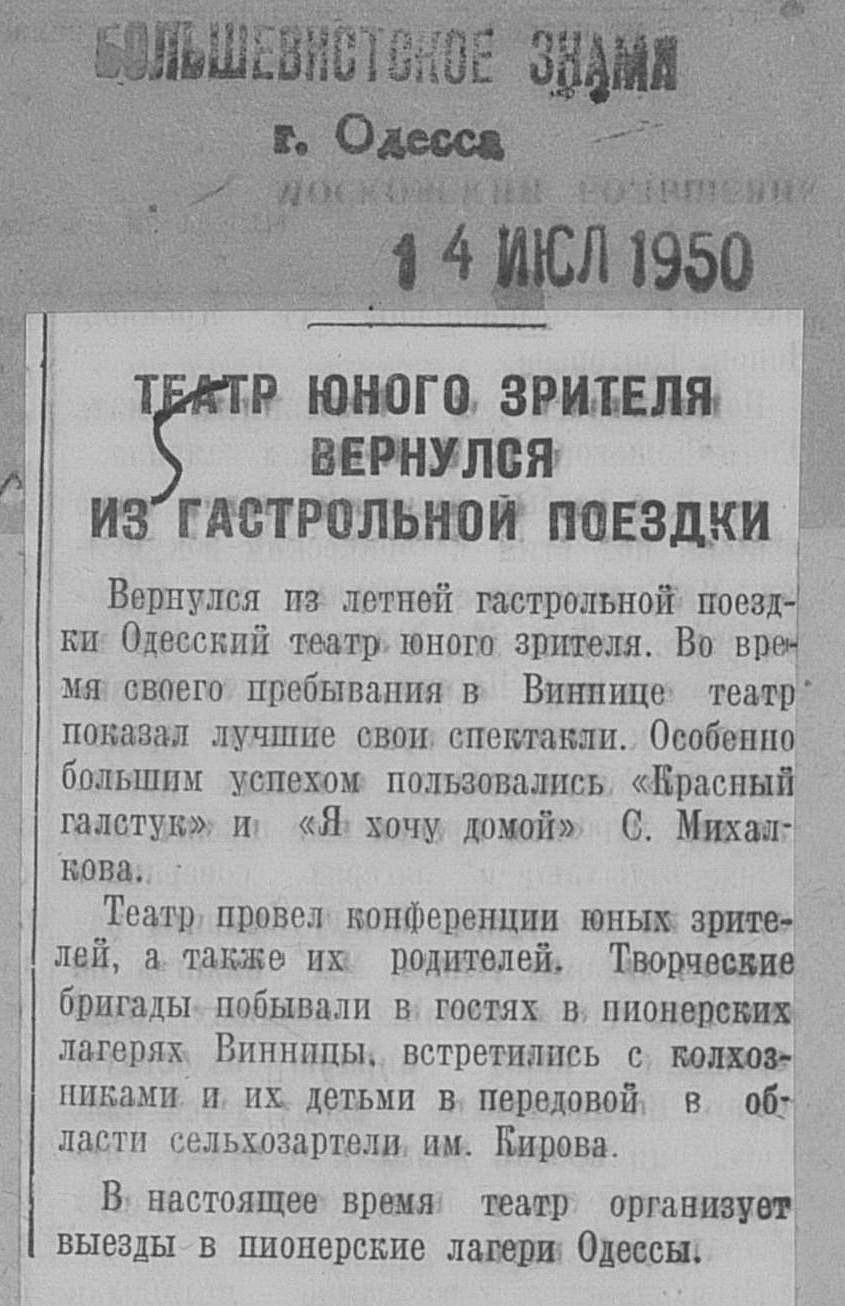 БОЛЬШЕВИСТСКОЕ ЗНАМЯ
г. Одесса
14 ИЮЛ 1950
ТЕАТР ЮНОГО ЗРИТЕЛЯ
ВЕРНУЛСЯ
ИЗ ГАСТРОЛЬНОЙ ПОЕЗДКИ
Вернулся из летней гастрольной поезд-
ки Одесский театр юного зрителя. Во вре-
мя своего пребывания в Виннице театр
показал лучшие свои спектакли. Особенно
большим успехом пользовались «Красный
галстук» и «Я хочу домой» С. Михал-
кова.
Театр провел конференции юных зрите-
лей, а также их родителей. Творческие
бригады побывали в гостях в пионерских
лагерях Винницы, встретились с колхоз-
никами и их детьми в передовой в об-
ласти сельхозартели им. Кирова.
В настоящее время театр организует
выезды в пионерские лагери Одессы.